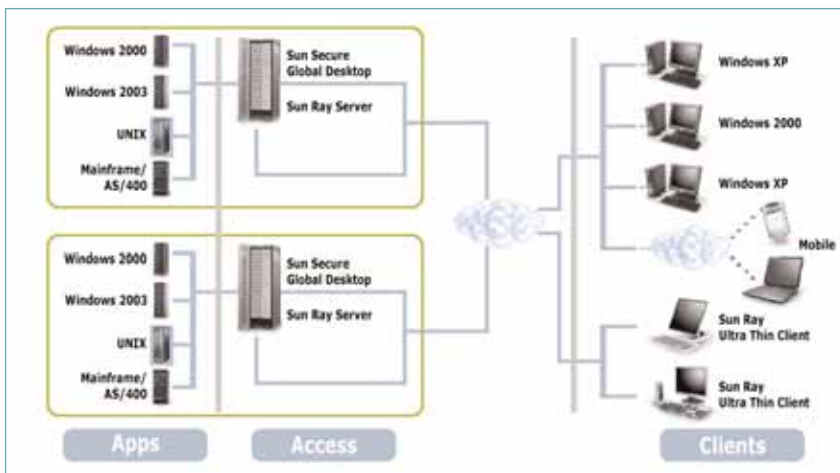 Windows 2000
Windows 2003
UNIX
Mainframe/
AS/400
Sun Secure
Global Desktop
Sun Ray Server
Windows 2000
Windows 2003
UNIX
Mainframe/
AS/400
Sun Secure
Global Desktop
Sun Ray Server
Windows XP
Windows 2000
Windows XP
Mobile
Sun Ray
Ultra Thin Client
Sun Ray
Ultra Thin Client
Apps
Access
Clients